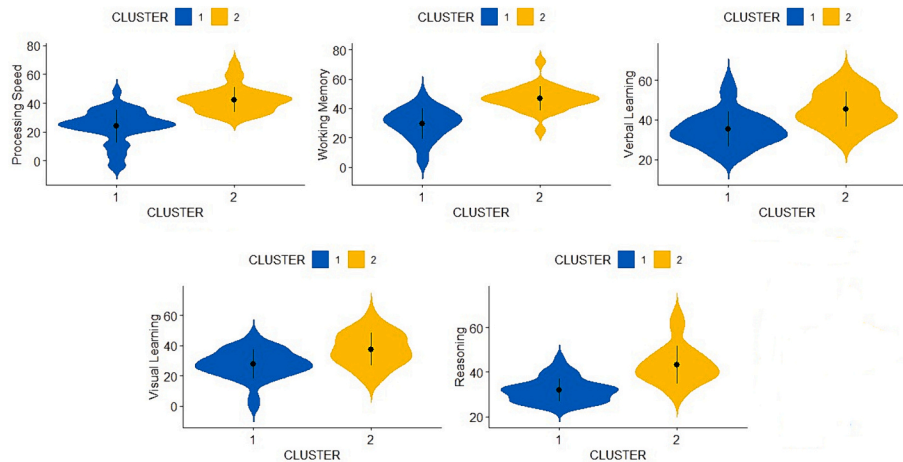 CLUSTER 1 2
Processing Speed
80
60
40
20
0
1 2
CLUSTER
CLUSTER 1 2
Working Memory
80
60
40
20
0
1 2
CLUSTER
CLUSTER 1 2
Verbal Learning
60
40
20
1 2
CLUSTER
CLUSTER 1 2
Visual Learning
60
40
20
0
1 2
CLUSTER
CLUSTER 1 2
Reasoning
60
40
20
1 2
CLUSTER